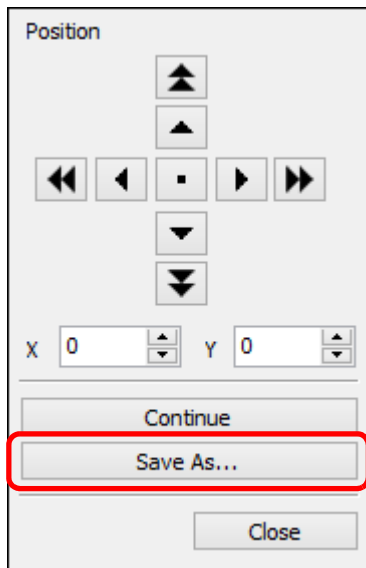 Position
X 0 Y 0
Continue
Save As...
Close